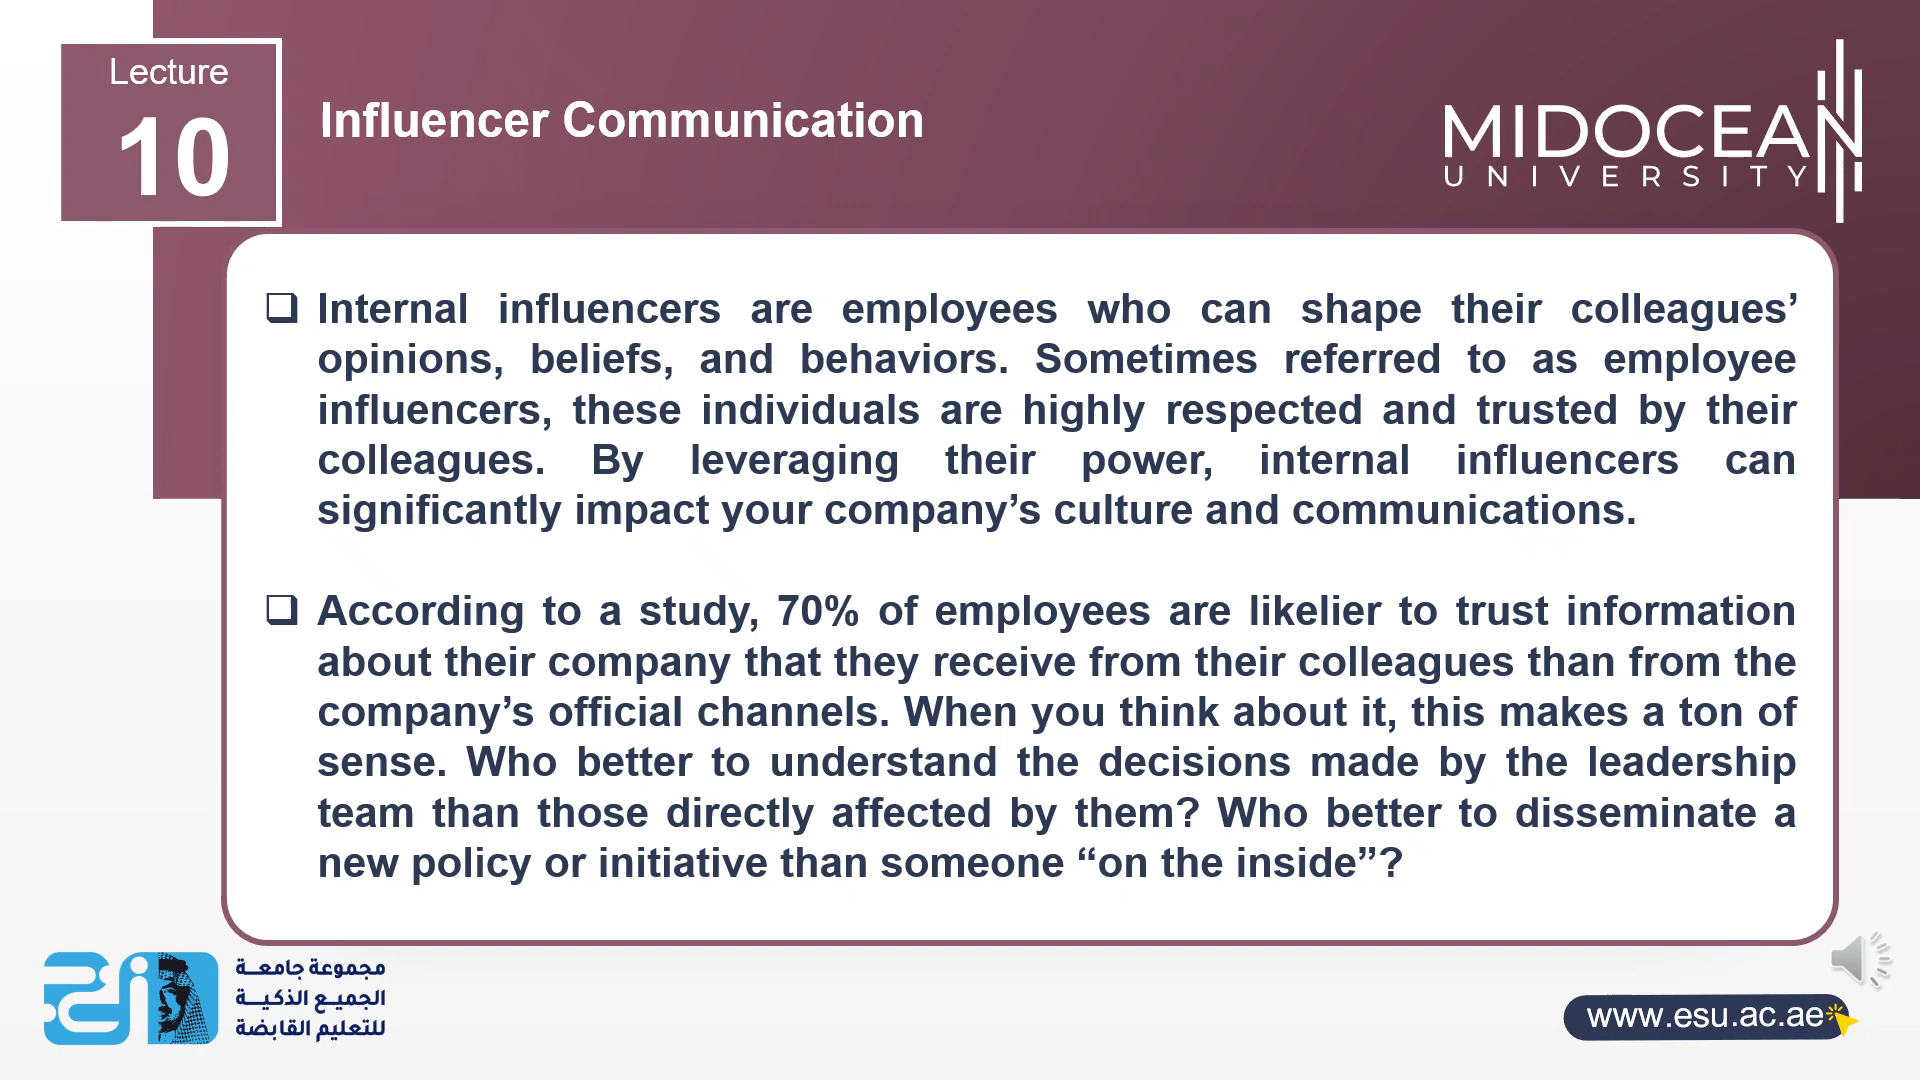 Lecture
10
Influencer Communication
MIDOCEAN
UNIVERSITY
❑ Internal influencers are employees who can shape their colleagues’
opinions, beliefs, and behaviors. Sometimes referred to as employee
influencers, these individuals are highly respected and trusted by their
colleagues. By leveraging their power, internal influencers can
significantly impact your company’s culture and communications.
❑ According to a study, 70% of employees are likelier to trust information
about their company that they receive from their colleagues than from the
company’s official channels. When you think about it, this makes a ton of
sense. Who better to understand the decisions made by the leadership
team than those directly affected by them? Who better to disseminate a
new policy or initiative than someone “on the inside”?
مجموعة جامعة
الجميع الذكية
للتعليم القابضة
www.esu.ac.ae